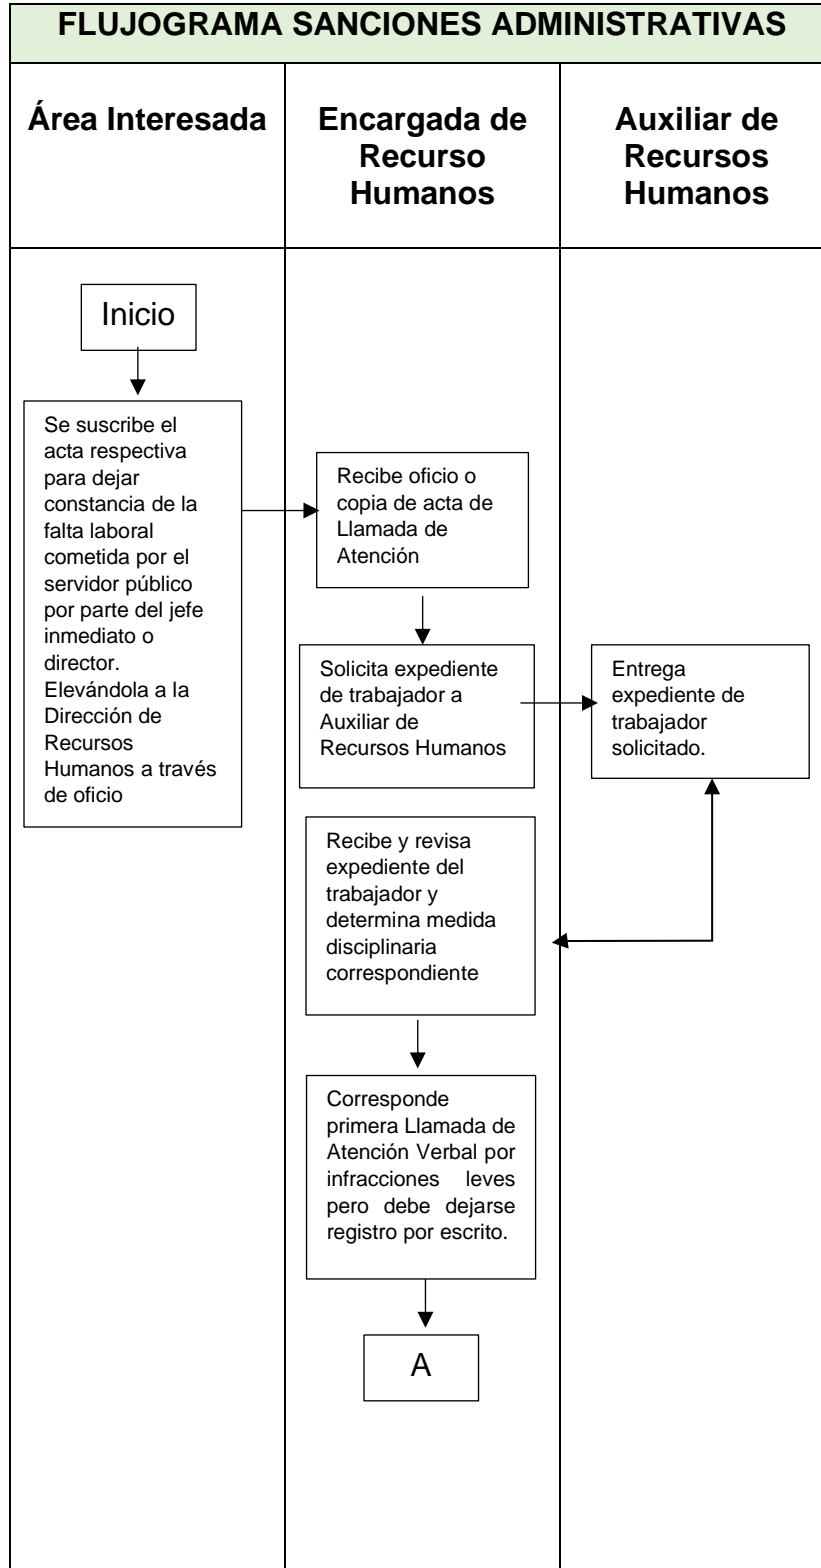 FLUJOGRAMA SANCIONES ADMINISTRATIVAS
Área Interesada
Encargada de
Recurso
Humanos
Auxiliar de
Recursos
Humanos
Inicio
Se suscribe el
acta respectiva
para dejar
constancia de la
falta laboral
cometida por el
servidor público
por parte del jefe
inmediato o
director.
Elevándola a la
Dirección de
Recursos
Humanos a través
de oficio
Recibe oficio o
copia de acta de
Llamada de
Atención
Solicita expediente
de trabajador a
Auxiliar de
Recursos Humanos
Entrega
expediente de
trabajador
solicitado.
Recibe y revisa
expediente del
trabajador y
determina medida
disciplinaria
correspondiente
Corresponde
primera Llamada de
Atención Verbal por
infracciones leves
pero debe dejarse
registro por escrito.
A